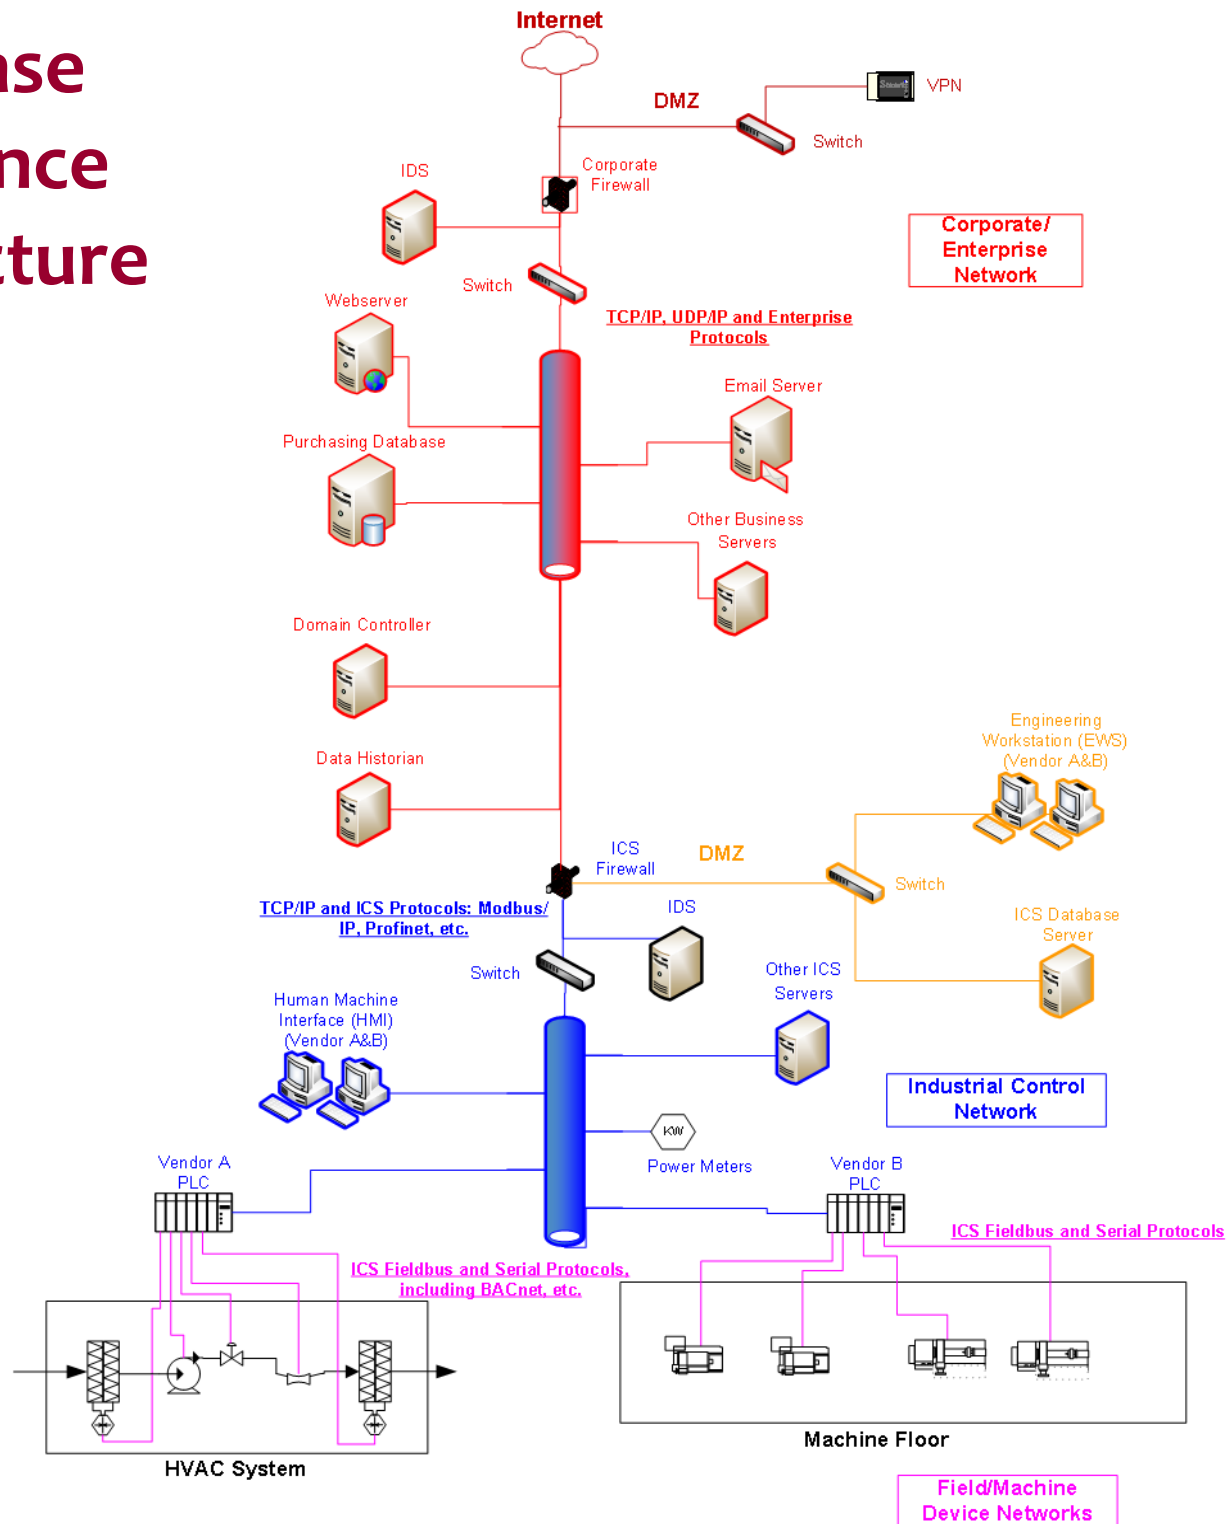 Internet
ase
nce
cture
DMZ
VPN
Switch
Corporate
Firewall
IDS
Corporate/
Enterprise
Network
Switch
Webserver
TCP/IP, UDP/IP and Enterprise
Protocols
Email Server
Purchasing Database
Other Business
Servers
Domain Controller
Engineering
Workstation (EWS)
(Vendor A&B)
Data Historian
ICS
Firewall
DMZ
Switch
TCP/IP and ICS Protocols: Modbus/
IP, Profinet, etc.
IDS
ICS Database
Server
Switch
Other ICS
Servers
Human Machine
Interface (HMI)
(Vendor A&B)
Industrial Control
Network
KW
Power Meters
Vendor A
PLC
Vendor B
PLC
ICS Fieldbus and Serial Protocols
ICS Fieldbus and Serial Protocols,
including BACnet, etc.
Machine Floor
HVAC System
Field/Machine
Device Networks